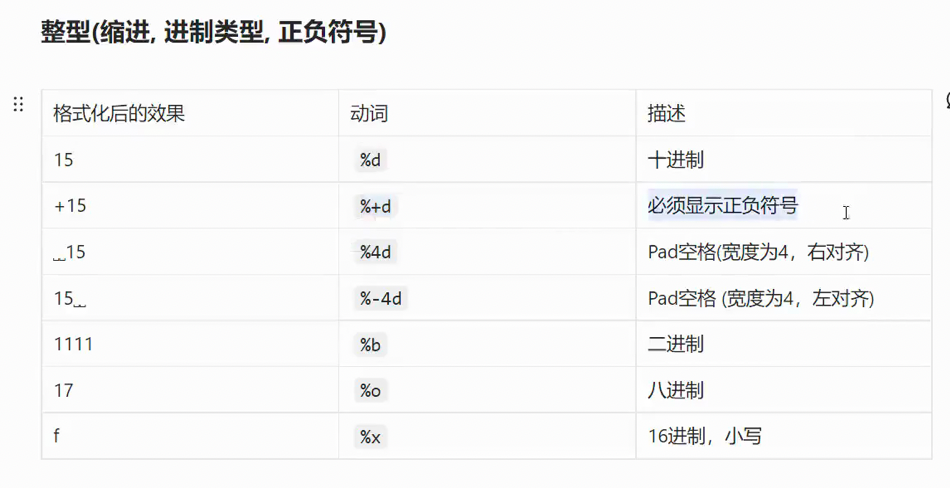 整型(缩进, 进制类型, 正负符号)
格式化后的效果 动词 描述
15 %d 十进制
+15 %+d 必须显示正负符号
⎵⎵15 %4d Pad空格(宽度为4，右对齐)
15⎵⎵ %-4d Pad空格 (宽度为4，左对齐)
1111 %b 二进制
17 %o 八进制
f %x 16进制，小写